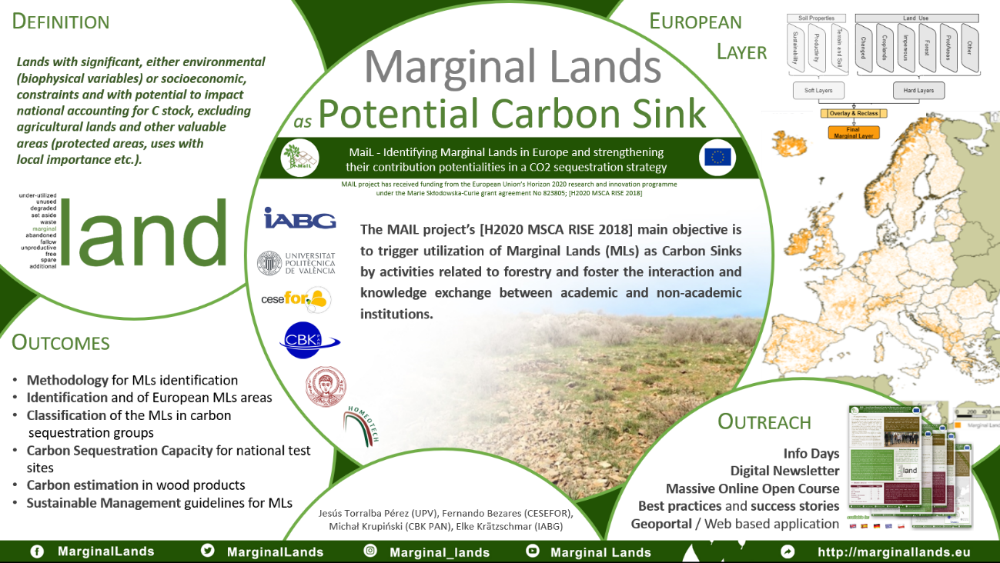 DEFINITION
Lands with significant, either environmental
(biophysical variables) or socioeconomic,
constraints and with potential to impact
national accounting for C stock, excluding
agricultural lands and other valuable
areas (protected areas, uses with
local importance etc.).
under-utilized
unused
degraded
set aside
waste
marginal
abandoned
fallow
unproductive
free
spare
additional
land
OUTCOMES
• Methodology for MLs identification
• Identification and of European MLs areas
• Classification of the MLs in carbon
sequestration groups
• Carbon Sequestration Capacity for national test
sites
• Carbon estimation in wood products
• Sustainable Management guidelines for MLs
Marginal Lands
as Potential Carbon Sink
MaiL
MaiL - Identifying Marginal Lands in Europe and strengthening
their contribution potentialities in a CO2 sequestration strategy
MAIL project has received funding from the European Union's Horizon 2020 research and innovation programme
under the Marie Skłodowska-Curie grant agreement No 823805; [H2020 MSCA RISE 2018]
iABG
UNIVERSITAT
POLITÈCNICA
DE VALÈNCIA
cesefor
CBK PAN
HOMEOTECH
The MAIL project's [H2020 MSCA RISE 2018] main objective is
to trigger utilization of Marginal Lands (MLs) as Carbon Sinks
by activities related to forestry and foster the interaction and
knowledge exchange between academic and non-academic
institutions.
Jesús Torralba Pérez (UPV), Fernando Bezares (CESEFOR),
Michał Krupiński (CBK PAN), Elke Krätzschmar (IABG)
EUROPEAN
LAYER
Soil Properties
Land Use
Sustainability
Productivity
Terrain and Soil
Changed
Croplands
Impervous
Forest
ProtAreas
Other
Soft Layers
Hard Layers
Overlay & Reclass
Final
Marginal Layer
0 200 400 km
Marginal Land
OUTREACH
Info Days
Digital Newsletter
Massive Online Open Course
Best practices and success stories
Geoportal / Web based application
land
MarginalLands
MarginalLands
Marginal_lands
Marginal Lands
http://marginallands.eu